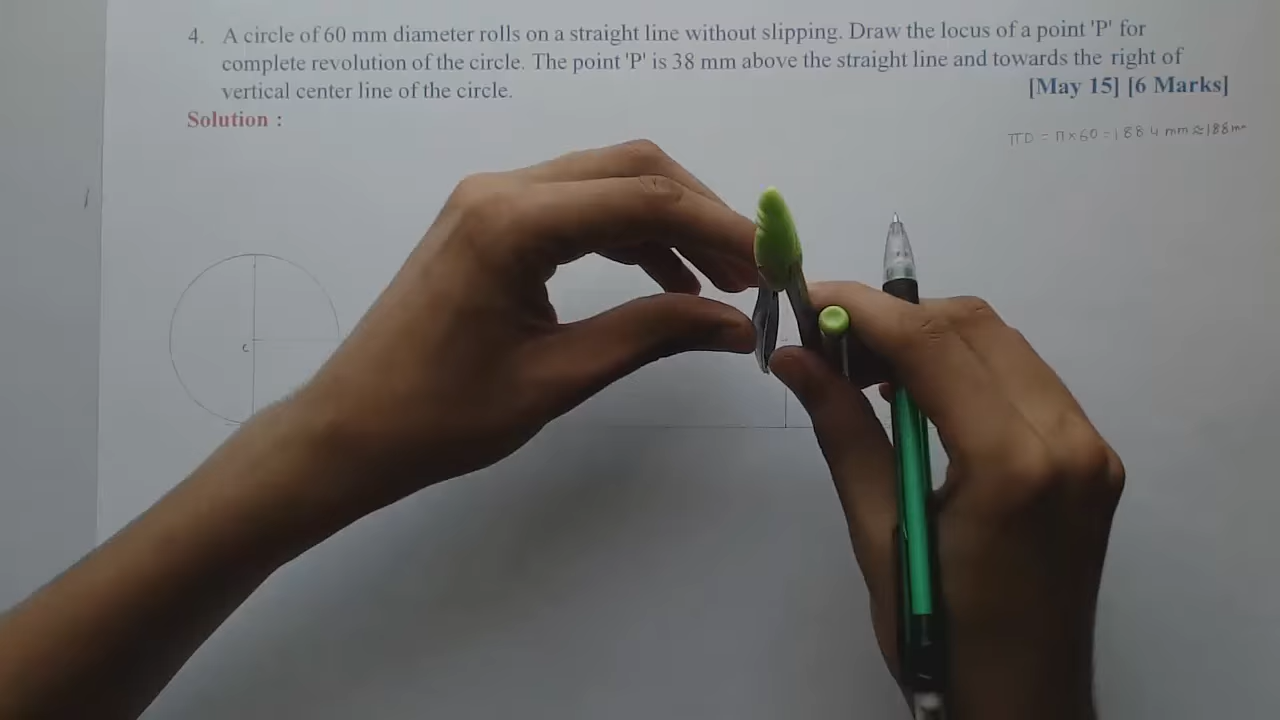 4. A circle of 60 mm diameter rolls on a straight line without slipping. Draw the locus of a point 'P' for
complete revolution of the circle. The point 'P' is 38 mm above the straight line and towards the right of
vertical center line of the circle. [May 15] [6 Marks]
Solution :
πD = π×60 = 188.4 mm ≈ 188mm
c